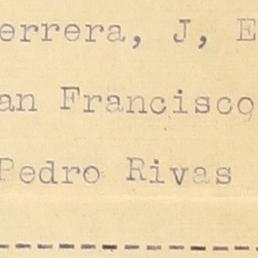 errera, J, E
an Francisco
Pedro Rivas